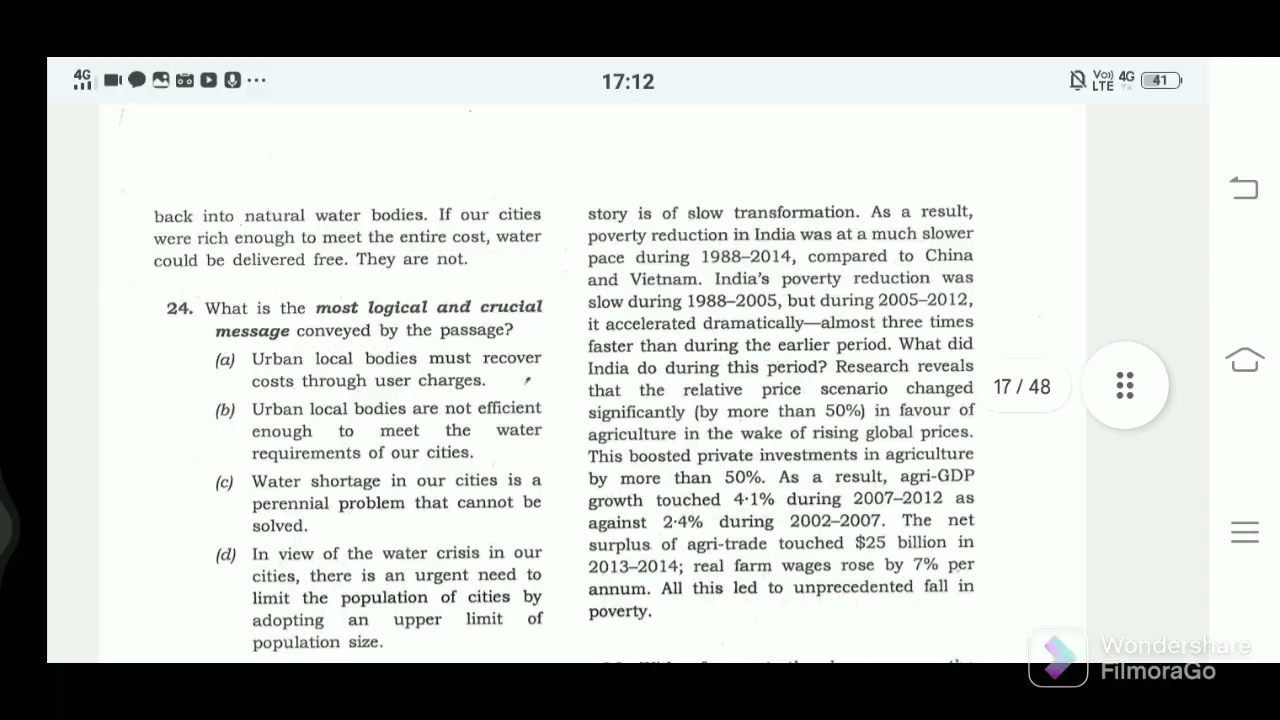 4G
17:12
Vo)) 4G
LTE
41
back into natural water bodies. If our cities
were rich enough to meet the entire cost, water
could be delivered free. They are not.
24. What is the most logical and crucial
message conveyed by the passage?
(a) Urban local bodies must recover
costs through user charges.
(b) Urban local bodies are not efficient
enough to meet the water
requirements of our cities.
(c) Water shortage in our cities is a
perennial problem that cannot be
solved.
(d) In view of the water crisis in our
cities, there is an urgent need to
limit the population of cities by
adopting an upper limit of
population size.
story is of slow transformation. As a result,
poverty reduction in India was at a much slower
pace during 1988–2014, compared to China
and Vietnam. India's poverty reduction was
slow during 1988–2005, but during 2005–2012,
it accelerated dramatically—almost three times
faster than during the earlier period. What did
India do during this period? Research reveals
that the relative price scenario changed
significantly (by more than 50%) in favour of
agriculture in the wake of rising global prices.
This boosted private investments in agriculture
by more than 50%. As a result, agri-GDP
growth touched 4·1% during 2007–2012 as
against 2·4% during 2002–2007. The net
surplus of agri-trade touched $25 billion in
2013–2014; real farm wages rose by 7% per
annum. All this led to unprecedented fall in
poverty.
17 / 48
Wondershare
FilmoraGo